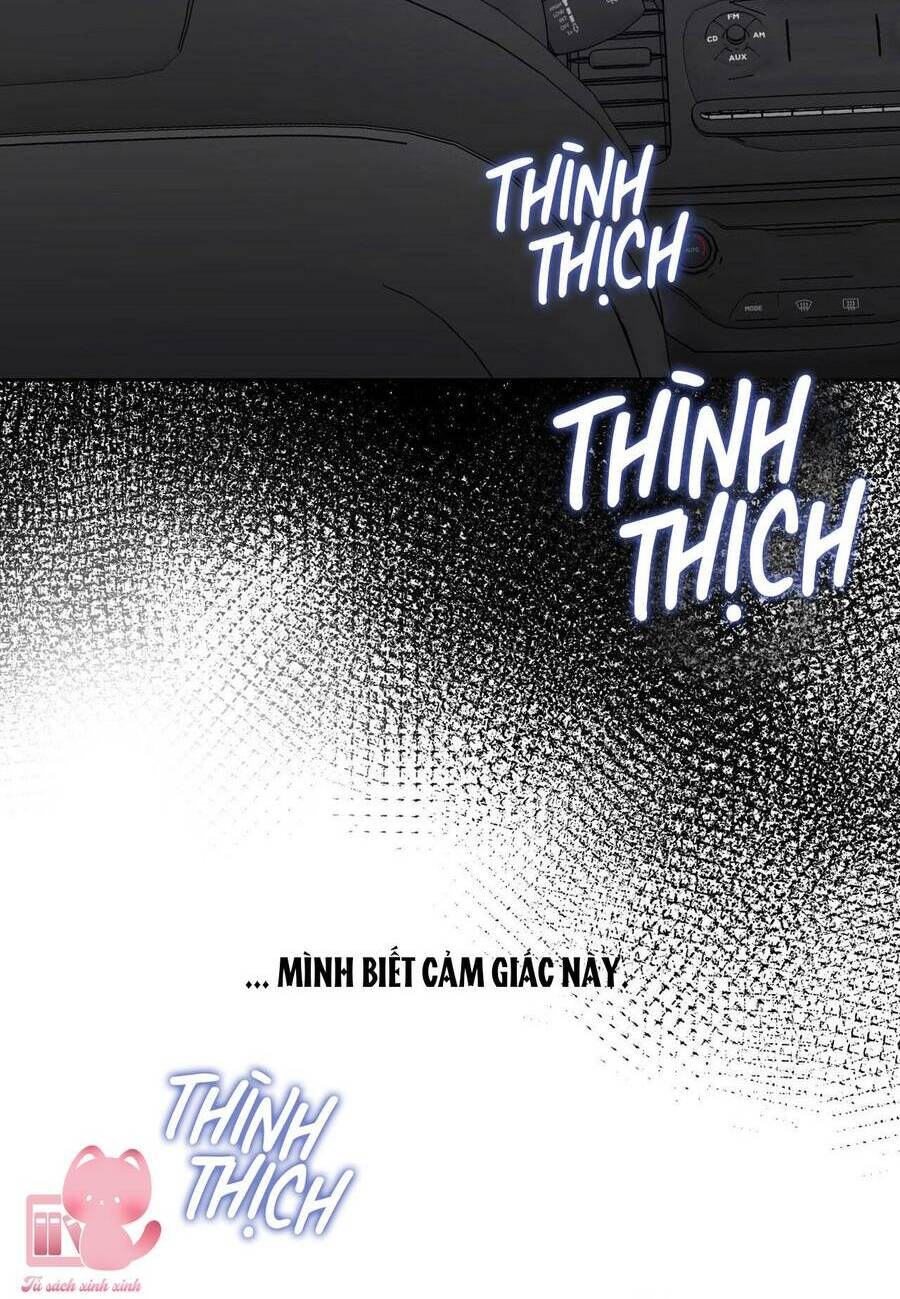 FM
CD
AM
AUX
AUTO
MODE
THÌNH
THỊCH
THÌNH
THỊCH
... MÌNH BIẾT CẢM GIÁC NÀY.
THÌNH
THỊCH
Tủ sách xinh xinh